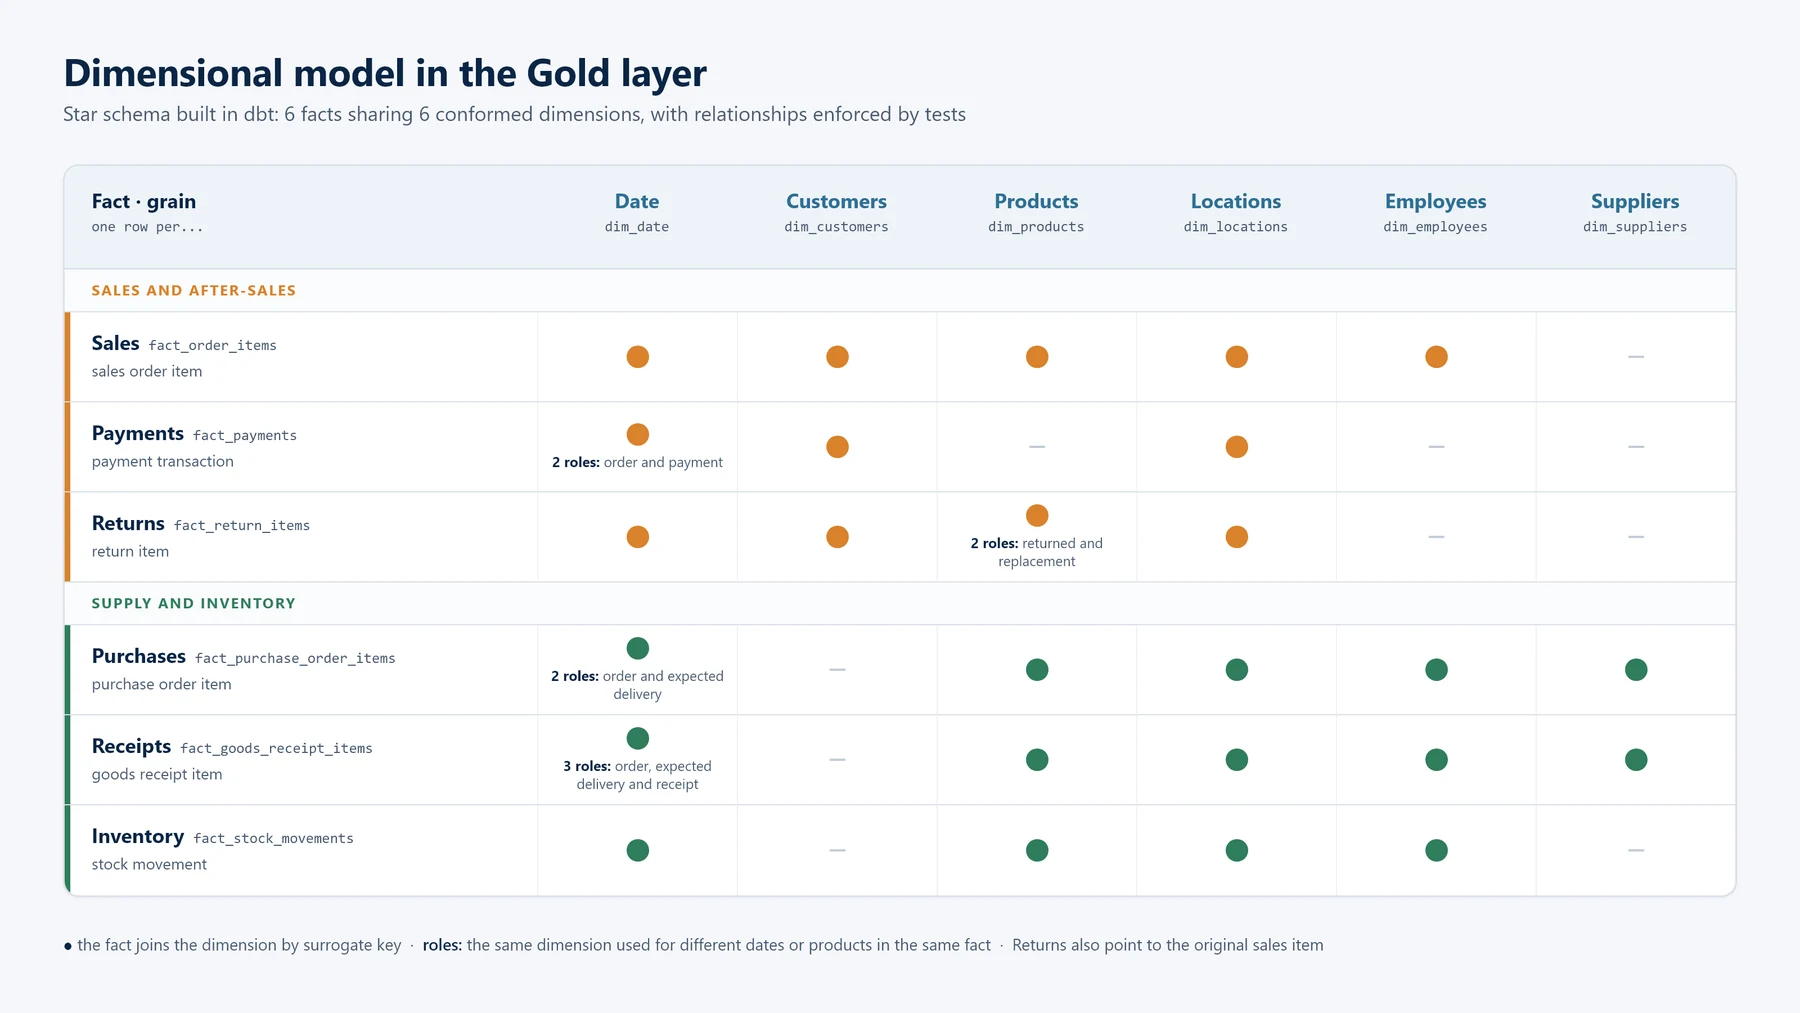 Dimensional model in the Gold layer
Star schema built in dbt: 6 facts sharing 6 conformed dimensions, with relationships enforced by tests
Fact · grain
one row per...
Date
dim_date
Customers
dim_customers
Products
dim_products
Locations
dim_locations
Employees
dim_employees
Suppliers
dim_suppliers
SALES AND AFTER-SALES
Sales fact_order_items
sales order item
—
Payments fact_payments
payment transaction
2 roles: order and payment
—
—
—
Returns fact_return_items
return item
2 roles: returned and
replacement
—
—
SUPPLY AND INVENTORY
Purchases fact_purchase_order_items
purchase order item
2 roles: order and expected
delivery
—
Receipts fact_goods_receipt_items
goods receipt item
3 roles: order, expected
delivery and receipt
—
Inventory fact_stock_movements
stock movement
—
—
● the fact joins the dimension by surrogate key · roles: the same dimension used for different dates or products in the same fact · Returns also point to the original sales item